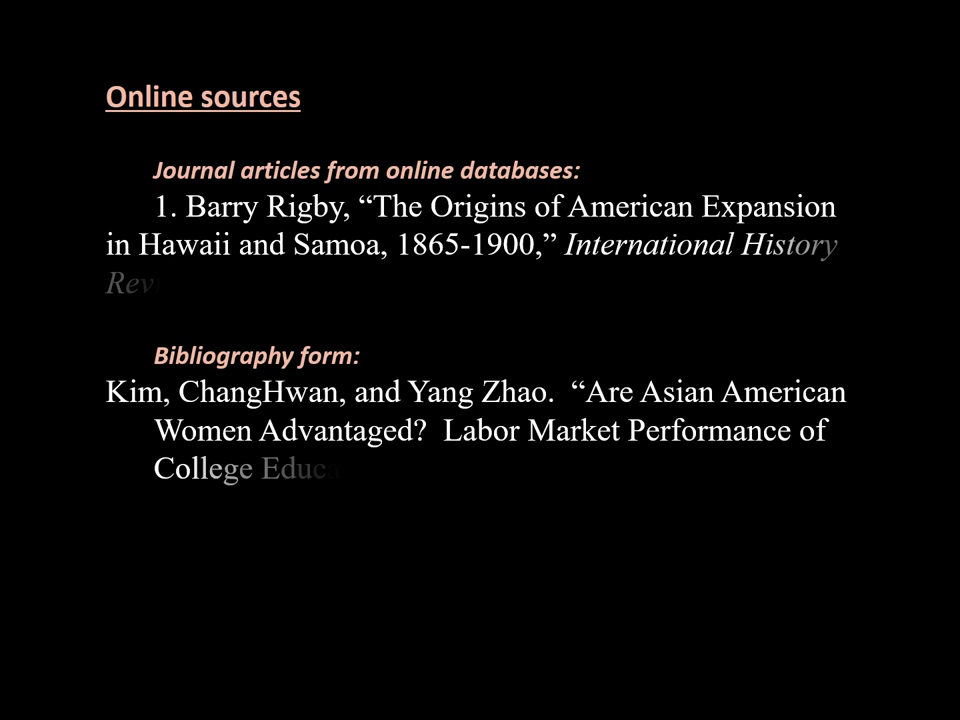 Online sources
Journal articles from online databases:
1. Barry Rigby, “The Origins of American Expansion
in Hawaii and Samoa, 1865-1900,” International History
Bibliography form:
Kim, ChangHwan, and Yang Zhao.  “Are Asian American
Women Advantaged?  Labor Market Performance of
College